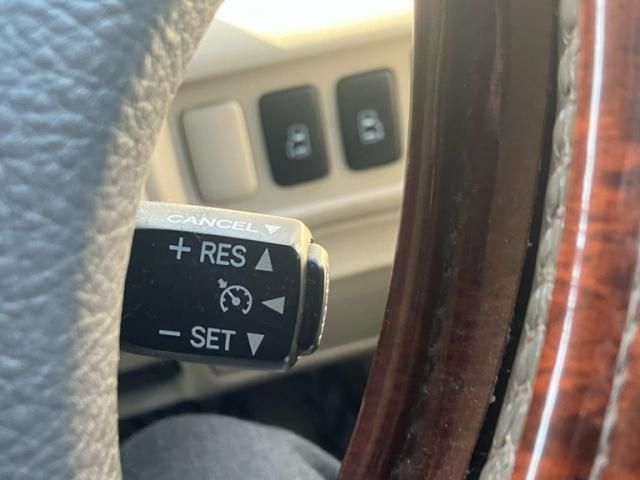 CANCEL ▼
+ RES ▲
◀
− SET ▼